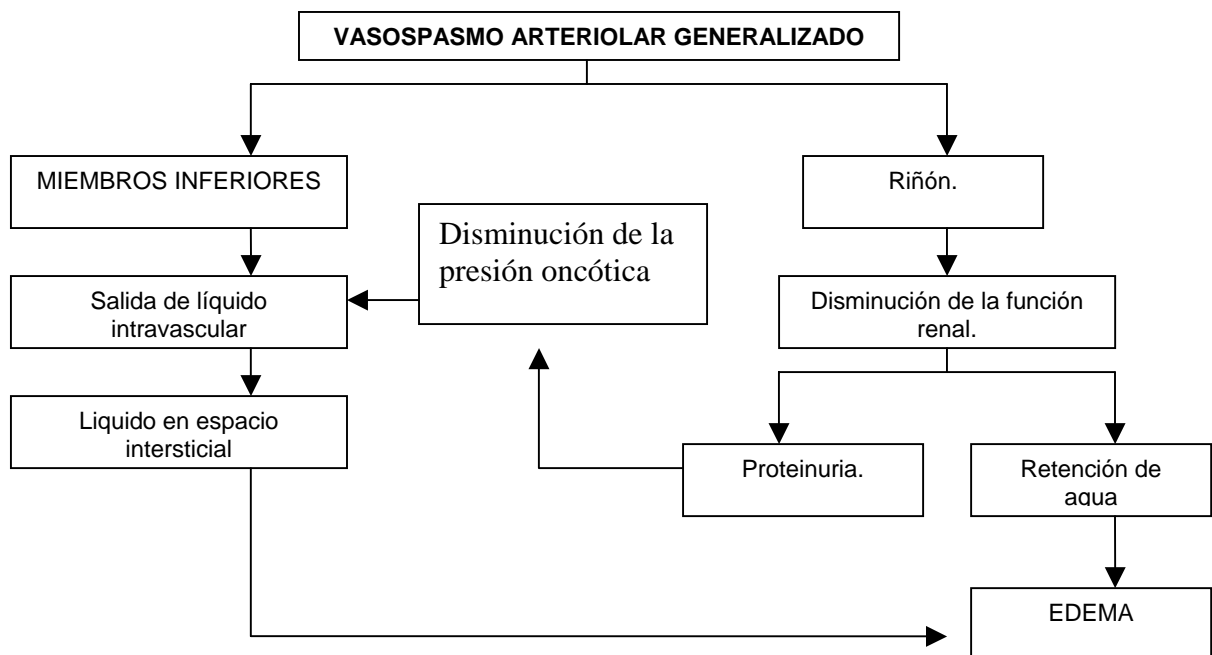 VASOSPASMO ARTERIOLAR GENERALIZADO
MIEMBROS INFERIORES
Riñón.
Disminución de la
presión oncótica
Salida de líquido
intravascular
Disminución de la función
renal.
Liquido en espacio
intersticial
Proteinuria.
Retención de
agua
EDEMA